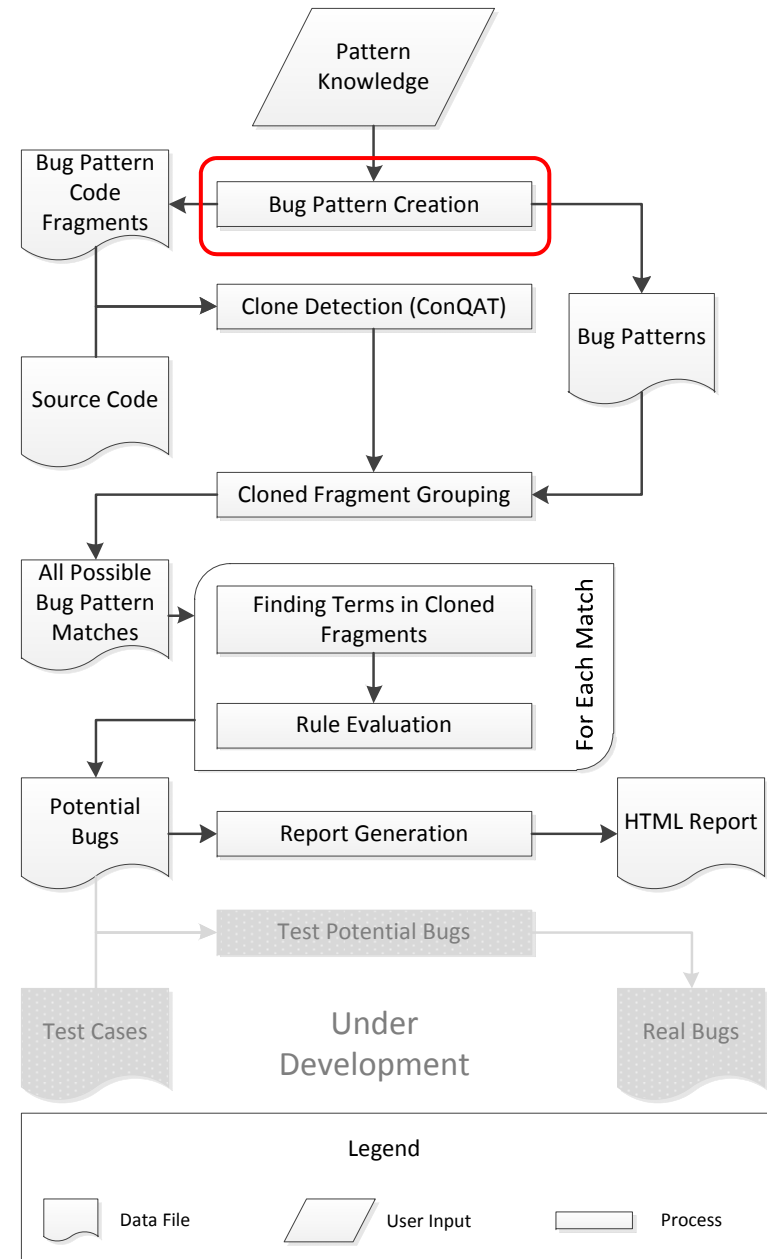 Pattern
Knowledge
Bug Pattern
Code
Fragments
Bug Pattern Creation
Clone Detection (ConQAT)
Bug Patterns
Source Code
Cloned Fragment Grouping
All Possible
Bug Pattern
Matches
Finding Terms in Cloned
Fragments
For Each Match
Rule Evaluation
Potential
Bugs
Report Generation
HTML Report
Test Potential Bugs
Test Cases
Under
Development
Real Bugs
Legend
Data File
User Input
Process